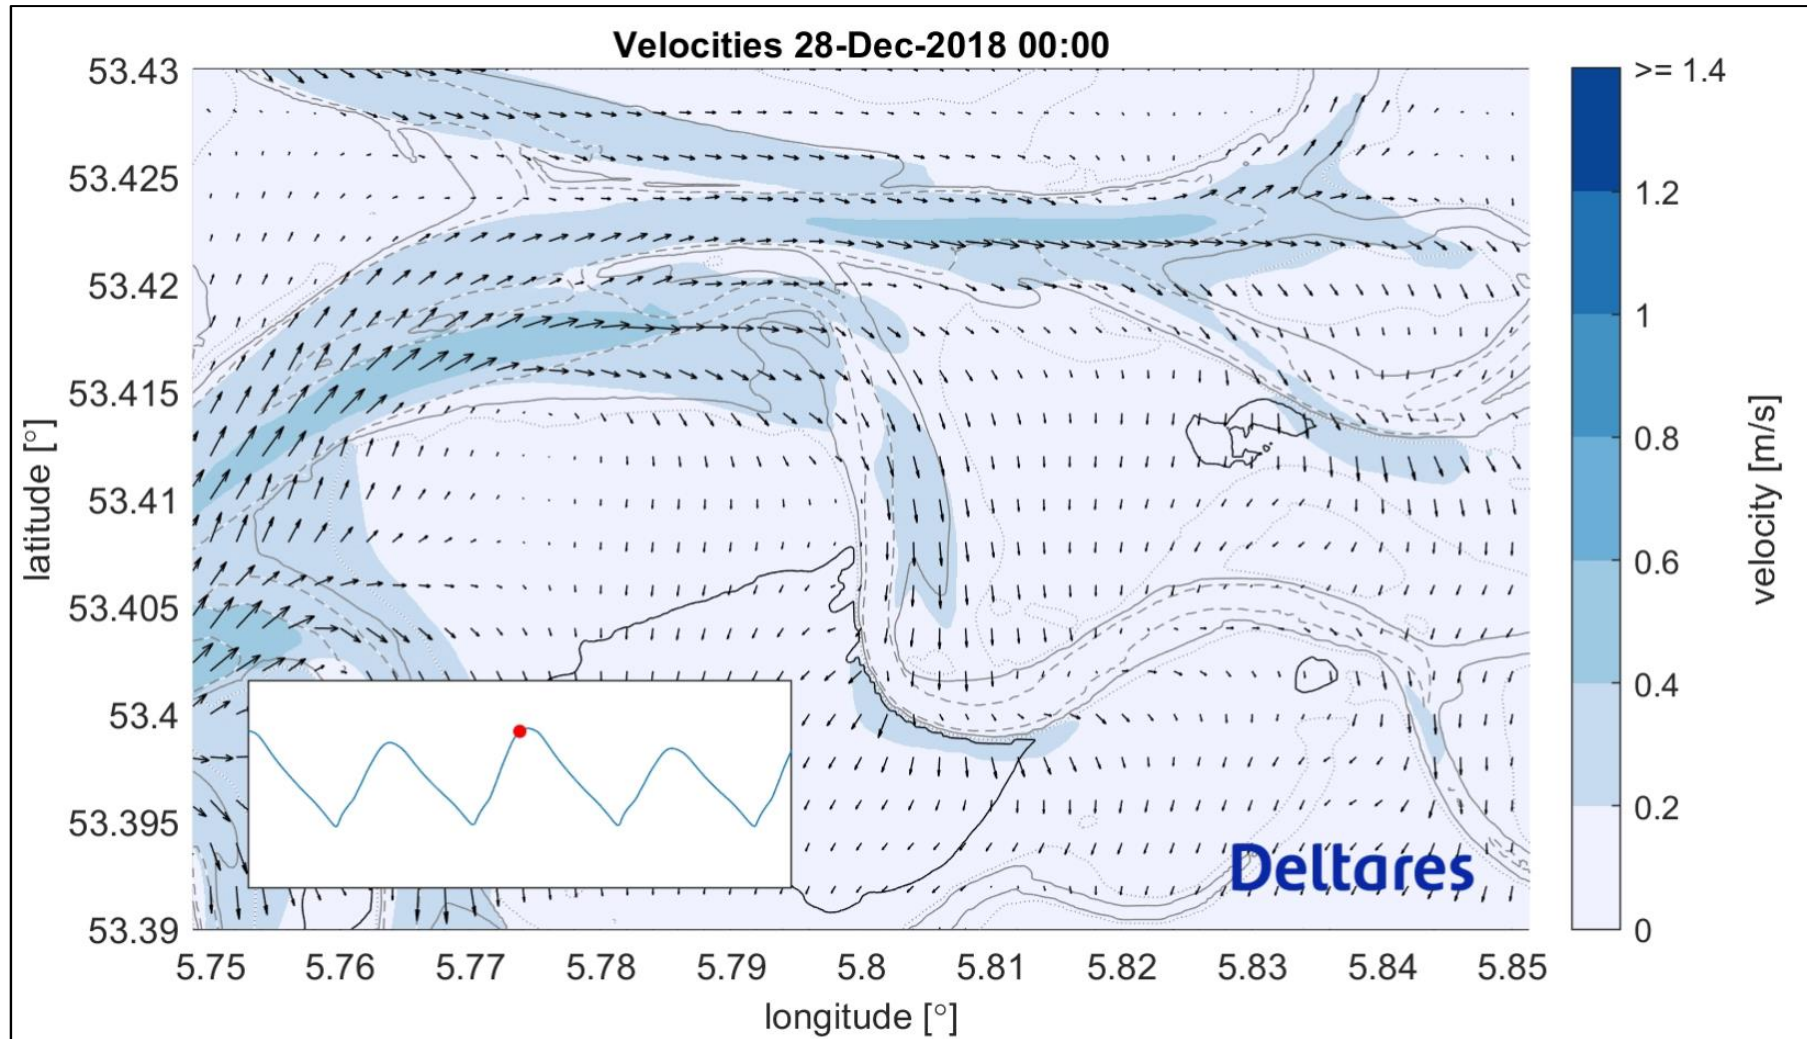 Velocities 28-Dec-2018 00:00
53.43
53.425
53.42
53.415
53.41
53.405
53.4
53.395
53.39
latitude [°]
5.75 5.76 5.77 5.78 5.79 5.8 5.81 5.82 5.83 5.84 5.85
longitude [°]
Deltares
>= 1.4
1.2
1
0.8
0.6
0.4
0.2
0
velocity [m/s]